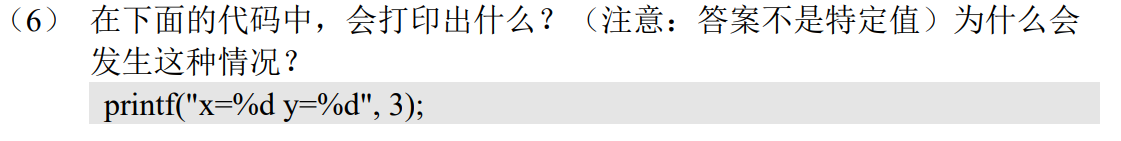 （6） 在下面的代码中，会打印出什么？（注意：答案不是特定值）为什么会
发生这种情况？
printf("x=%d y=%d", 3);